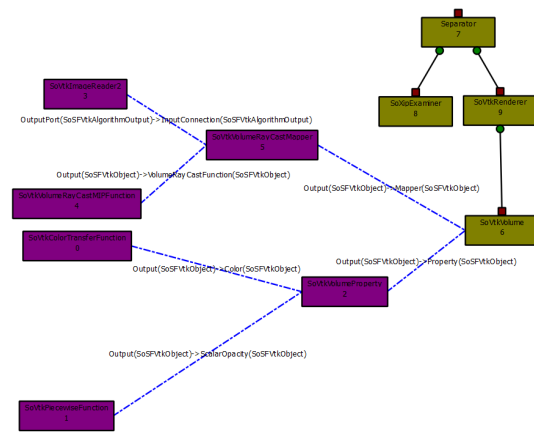 Separator
7
SoVtkImageReader2
3
SoXipExaminer
8
SoVtkRenderer
9
OutputPort(SoSFVtkAlgorithmOutput)->InputConnection(SoSFVtkAlgorithmOutput)
SoVtkVolumeRayCastMapper
5
Output(SoSFVtkObject)->VolumeRayCastFunction(SoSFVtkObject)
Output(SoSFVtkObject)->Mapper(SoSFVtkObject)
SoVtkVolumeRayCastMIPFunction
4
SoVtkVolume
6
SoVtkColorTransferFunction
0
Output(SoSFVtkObject)->Property(SoSFVtkObject)
Output(SoSFVtkObject)->Color(SoSFVtkObject)
SoVtkVolumeProperty
2
Output(SoSFVtkObject)->ScalarOpacity(SoSFVtkObject)
SoVtkPiecewiseFunction
1